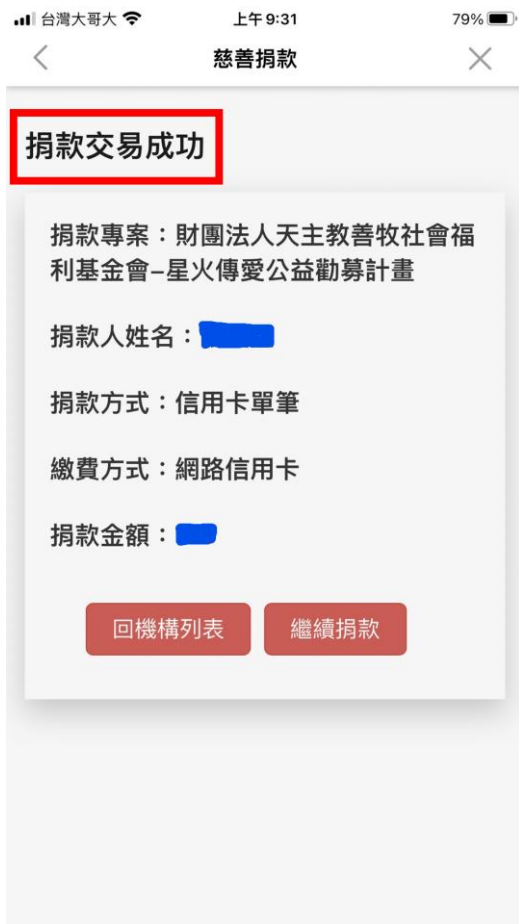 台灣大哥大
上午 9:31
79%
慈善捐款
捐款交易成功
捐款專案：財團法人天主教善牧社會福
利基金會–星火傳愛公益勸募計畫
捐款人姓名：
捐款方式：信用卡單筆
繳費方式：網路信用卡
捐款金額：
回機構列表
繼續捐款